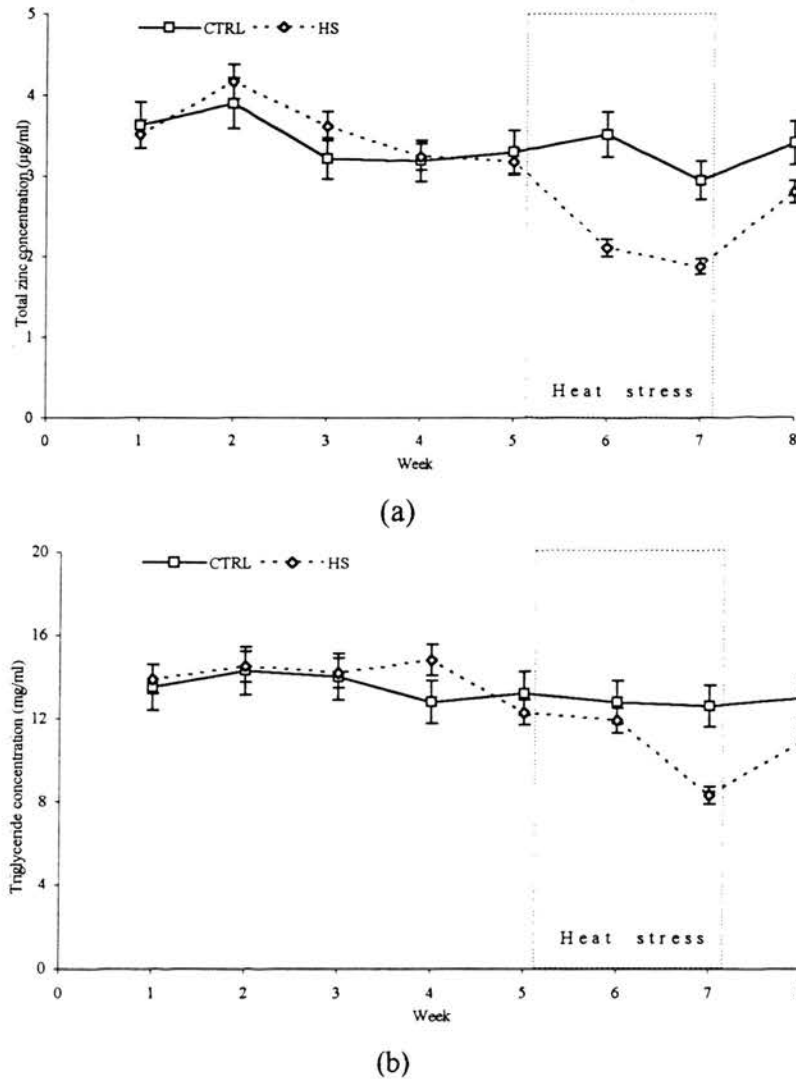 5
CTRL HS
4
3
2
1
0
Total zinc concentration (µg/ml)
Heat stress
0 1 2 3 4 5 6 7 8
Week
(a)
20
CTRL HS
16
12
8
4
0
Triglyceride concentration (mg/ml)
Heat stress
0 1 2 3 4 5 6 7
Week
(b)